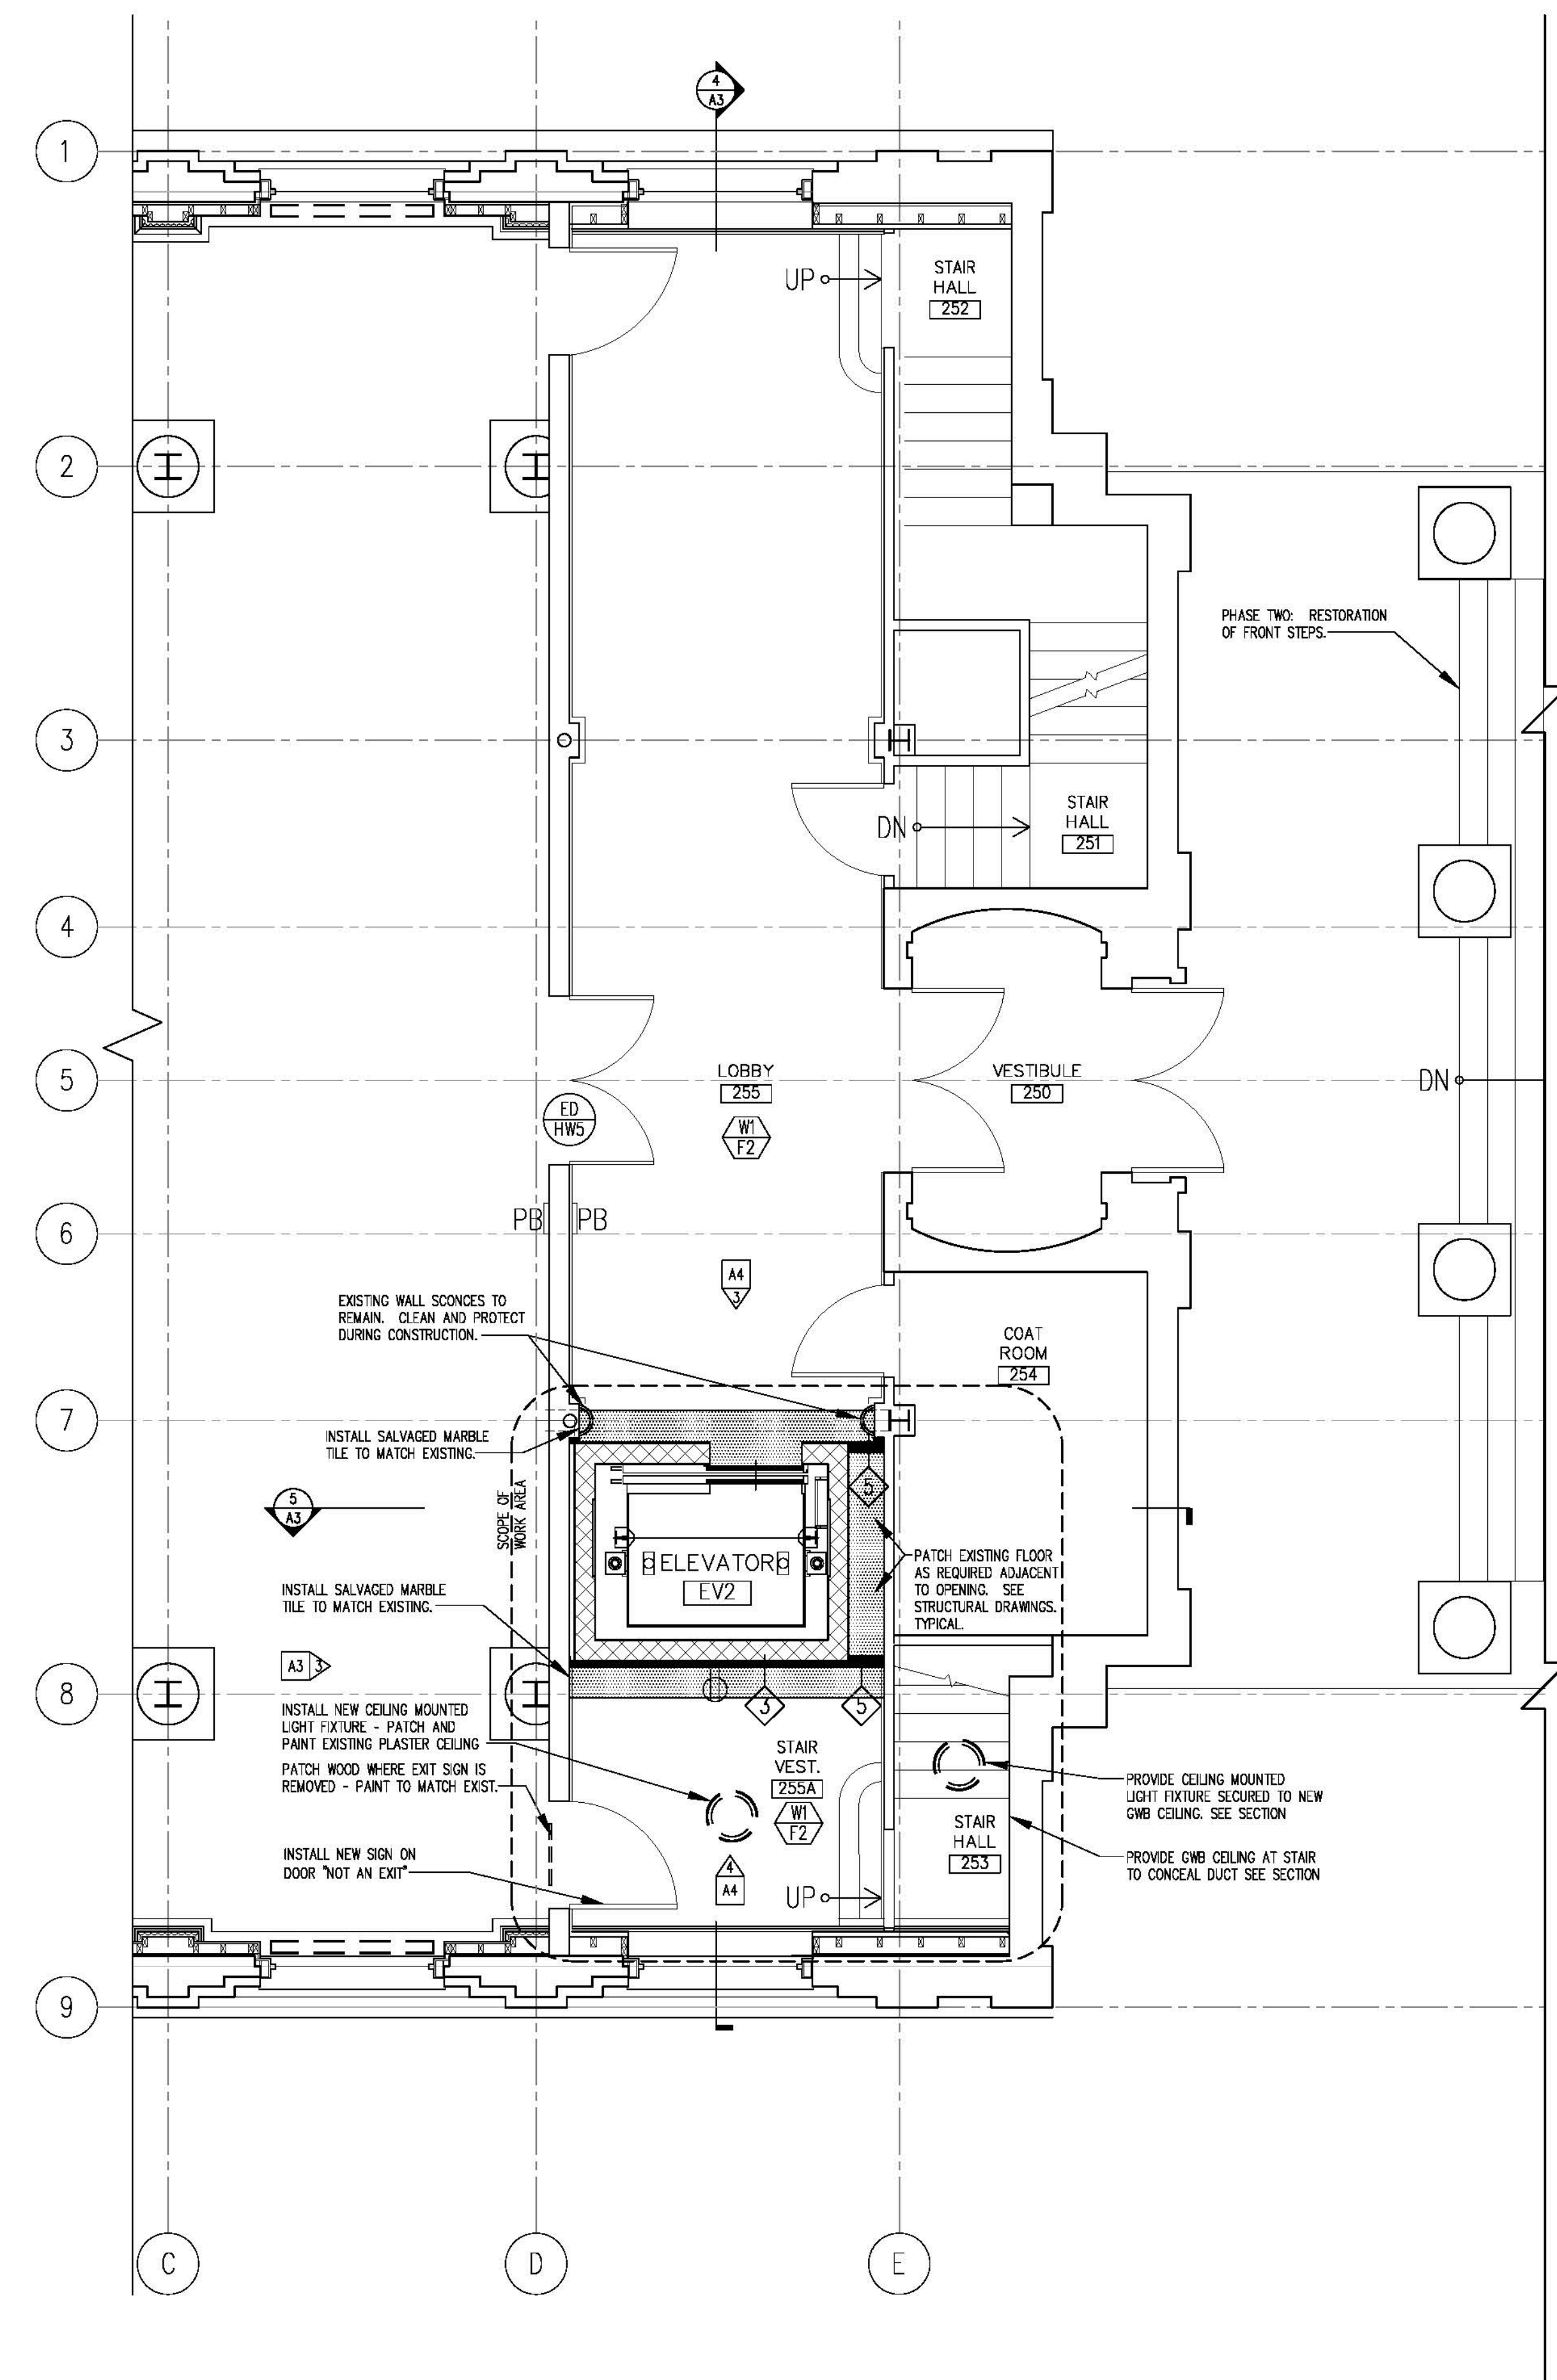 4
A3
1
UP
STAIR
HALL
252
2
PHASE TWO: RESTORATION
OF FRONT STEPS.
3
STAIR
HALL
251
DN
4
5
LOBBY
255
VESTIBULE
250
DN
ED
HW5
W1
F2
PB
PB
6
A4
3
EXISTING WALL SCONCES TO
REMAIN. CLEAN AND PROTECT
DURING CONSTRUCTION.
COAT
ROOM
254
7
INSTALL SALVAGED MARBLE
TILE TO MATCH EXISTING.
5
5
A3
SCOPE OF
WORK AREA
ELEVATOR
EV2
PATCH EXISTING FLOOR
AS REQUIRED ADJACENT
TO OPENING. SEE
STRUCTURAL DRAWINGS.
TYPICAL.
INSTALL SALVAGED MARBLE
TILE TO MATCH EXISTING.
A3
3
8
3
5
INSTALL NEW CEILING MOUNTED
LIGHT FIXTURE - PATCH AND
PAINT EXISTING PLASTER CEILING
STAIR
VEST.
255A
W1
F2
PATCH WOOD WHERE EXIT SIGN IS
REMOVED - PAINT TO MATCH EXIST.
PROVIDE CEILING MOUNTED
LIGHT FIXTURE SECURED TO NEW
GWB CEILING. SEE SECTION
STAIR
HALL
253
INSTALL NEW SIGN ON
DOOR "NOT AN EXIT"
PROVIDE GWB CEILING AT STAIR
TO CONCEAL DUCT SEE SECTION
4
A4
UP
9
C
D
E